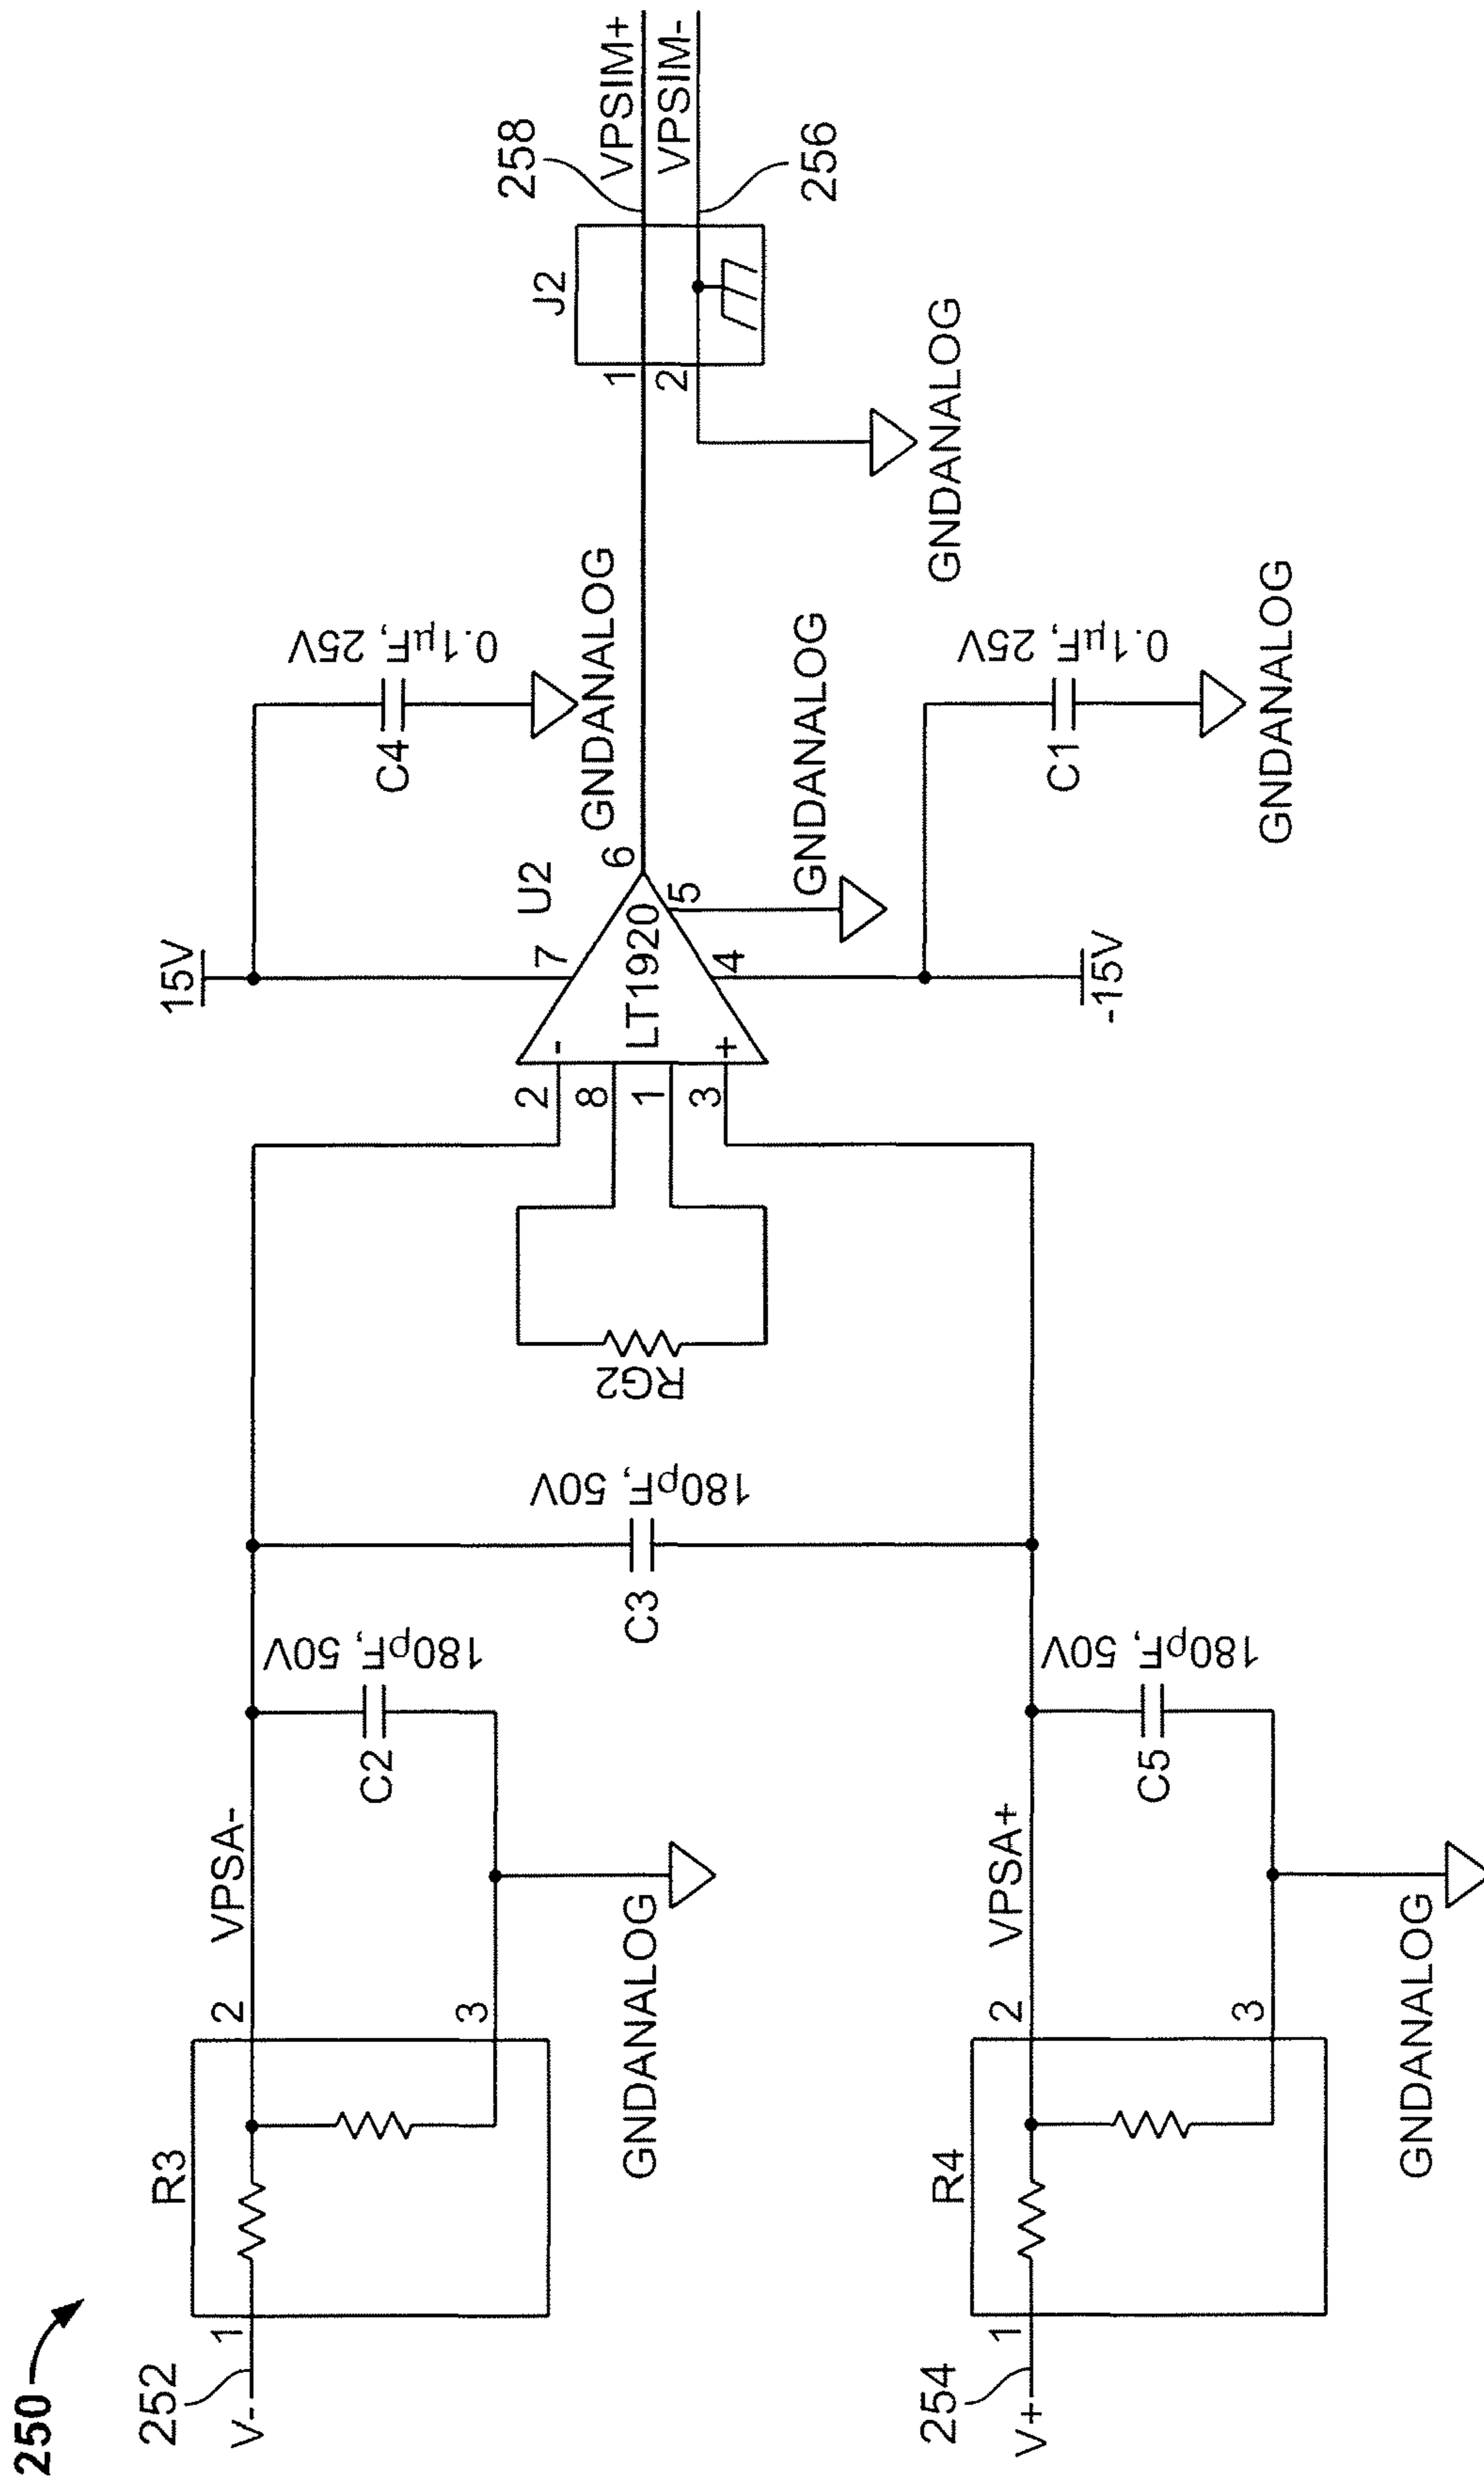 250
252
V-
1
R3
2
3
VPSA-
GNDANALOG
C2
180pF, 50V
254
V+
1
R4
2
3
VPSA+
GNDANALOG
C5
180pF, 50V
C3
180pF, 50V
RG2
2
8
1
3
-
+
LT1920
U2
7
6
5
4
15V
-15V
C4
0.1µF, 25V
GNDANALOG
GNDANALOG
C1
0.1µF, 25V
GNDANALOG
J2
1
2
GNDANALOG
258
VPSIM+
VPSIM-
256